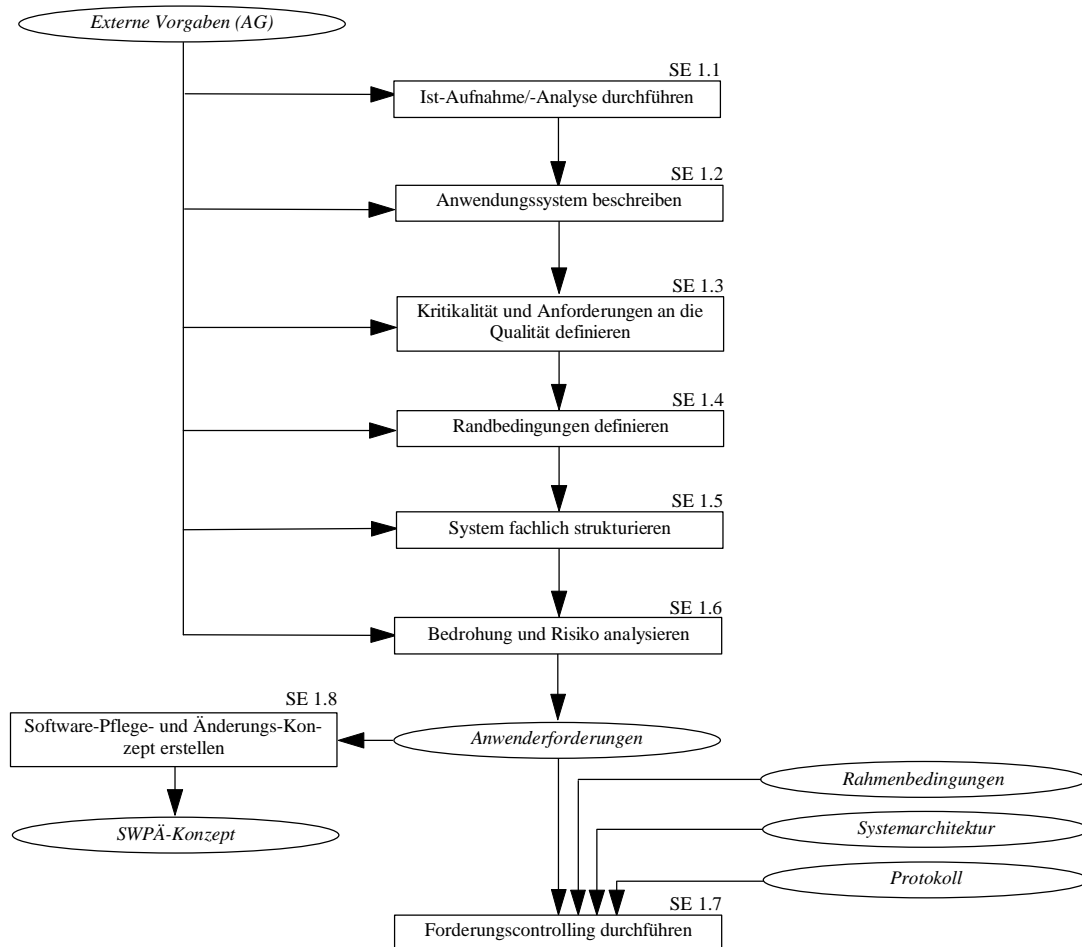 Externe Vorgaben (AG)
SE 1.1
Ist-Aufnahme/-Analyse durchführen
SE 1.2
Anwendungssystem beschreiben
SE 1.3
Kritikalität und Anforderungen an die
Qualität definieren
SE 1.4
Randbedingungen definieren
SE 1.5
System fachlich strukturieren
SE 1.6
Bedrohung und Risiko analysieren
SE 1.8
Software-Pflege- und Änderungs-Kon-
zept erstellen
Anwenderforderungen
Rahmenbedingungen
SWPÄ-Konzept
Systemarchitektur
Protokoll
SE 1.7
Forderungscontrolling durchführen